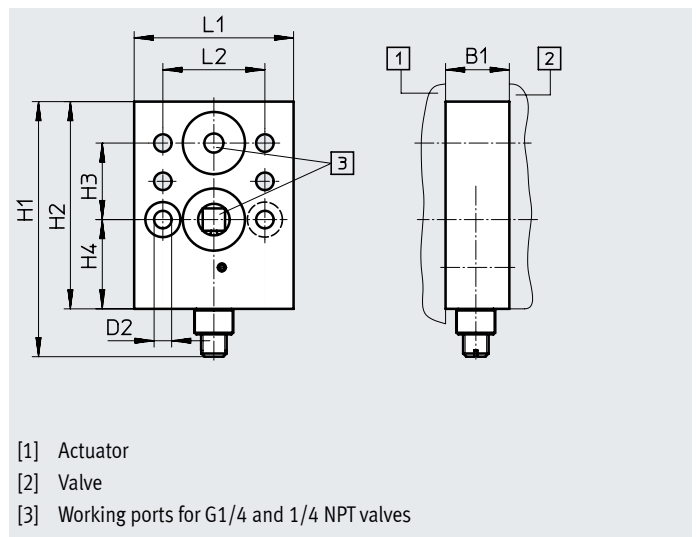 L1
L2
1
B1
2
3
H1
H2
H3
H4
D2
[1] Actuator
[2] Valve
[3] Working ports for G1/4 and 1/4 NPT valves